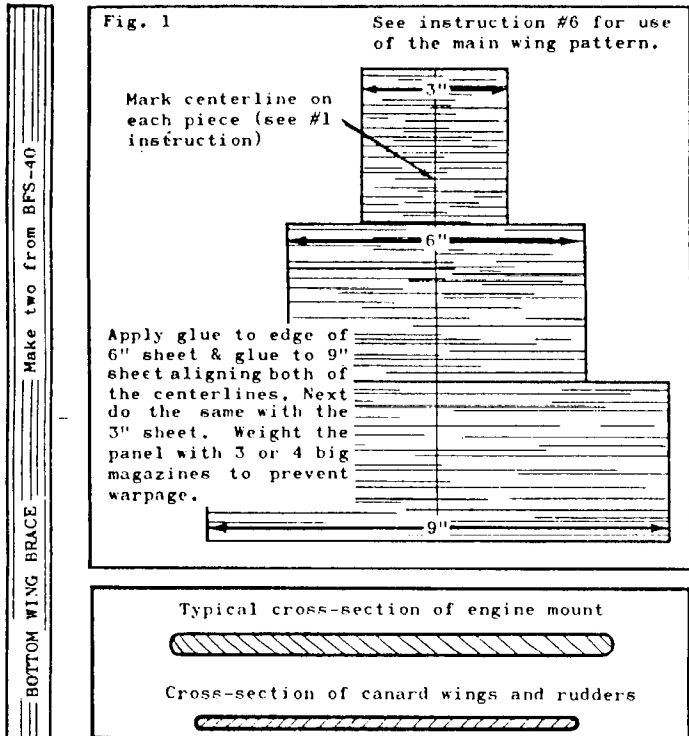 Fig. 1
See instruction #6 for use
of the main wing pattern.
3"
Mark centerline on
each piece (see #1
instruction)
6"
Apply glue to edge of
6" sheet & glue to 9"
sheet aligning both of
the centerlines. Next
do the same with the
3" sheet. Weight the
panel with 3 or 4 big
magazines to prevent
warpage.
9"
BOTTOM WING BRACE
Make two from BFS-40
Typical cross-section of engine mount
Cross-section of canard wings and rudders